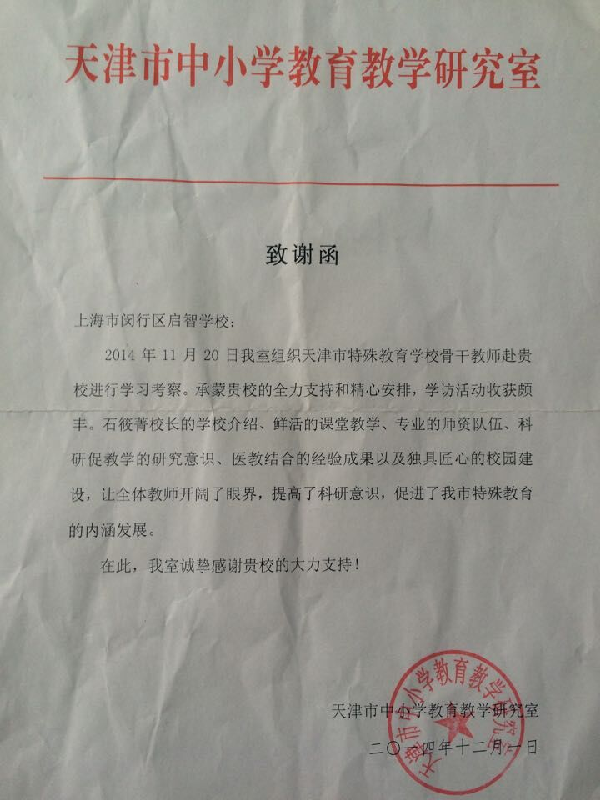 天津市中小学教育教学研究室
致谢函
上海市闵行区启智学校:
2014年11月20日我室组织天津市特殊教育学校骨干教师赴贵
校进行学习考察。承蒙贵校的全力支持和精心安排，学访活动收获颇
丰。石筱菁校长的学校介绍、鲜活的课堂教学、专业的师资队伍、科
研促教学的研究意识、医教结合的经验成果以及独具匠心的校园建
设，让全体教师开阔了眼界，提高了科研意识，促进了我市特殊教育
的内涵发展。
在此，我室诚挚感谢贵校的大力支持!
天津市中小学教育教学研究室
二〇一四年十二月一日
天津市中小学教育教学研究室